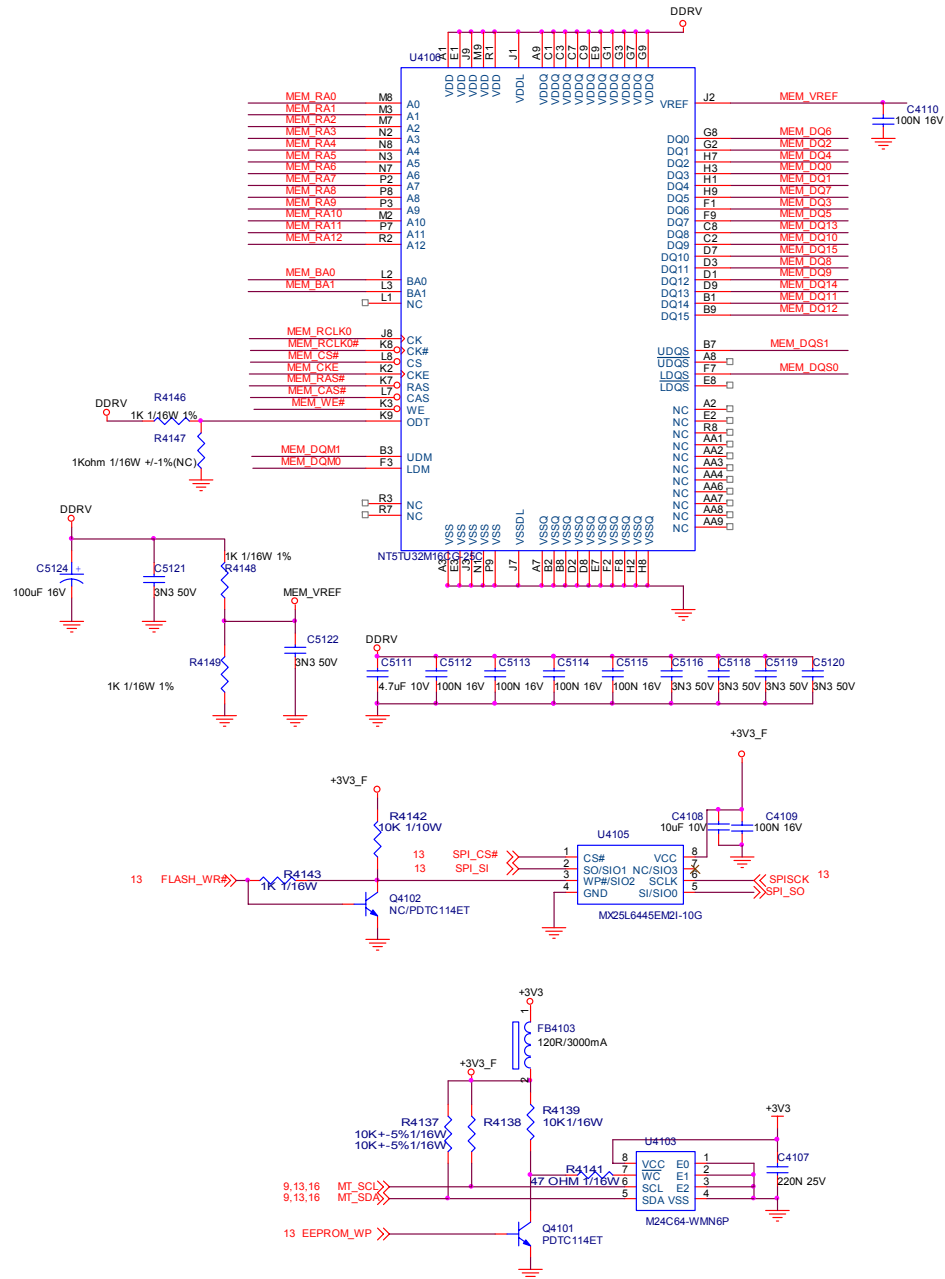 DDRV
U4106
A1 E1 J9 M9 R1 J1 A9 C1 C3 C7 C9 E9 G1 G3 G7 G9
VDD VDD VDD VDD VDD VDDL VDDQ VDDQ VDDQ VDDQ VDDQ VDDQ VDDQ VDDQ VDDQ VDDQ
MEM_RA0 M8 A0
MEM_RA1 M3 A1
MEM_RA2 M7 A2
MEM_RA3 N2 A3
MEM_RA4 N8 A4
MEM_RA5 N3 A5
MEM_RA6 N7 A6
MEM_RA7 P2 A7
MEM_RA8 P8 A8
MEM_RA9 P3 A9
MEM_RA10 M2 A10
MEM_RA11 P7 A11
MEM_RA12 R2 A12
MEM_BA0 L2 BA0
MEM_BA1 L3 BA1
L1 NC
MEM_RCLK0 J8 CK
MEM_RCLK0# K8 CK#
MEM_CS# L8 CS
MEM_CKE K2 CKE
MEM_RAS# K7 RAS
MEM_CAS# L7 CAS
MEM_WE# K3 WE
K9 ODT
DDRV
R4146
1K 1/16W 1%
R4147
1Kohm 1/16W +/-1%(NC)
MEM_DQM1 B3 UDM
MEM_DQM0 F3 LDM
R3 NC
R7 NC
VREF J2 MEM_VREF
C4110
100N 16V
DQ0 G8 MEM_DQ6
DQ1 G2 MEM_DQ2
DQ2 H7 MEM_DQ4
DQ3 H3 MEM_DQ0
DQ4 H1 MEM_DQ1
DQ5 H9 MEM_DQ7
DQ6 F1 MEM_DQ3
DQ7 F9 MEM_DQ5
DQ8 C8 MEM_DQ13
DQ9 C2 MEM_DQ10
DQ10 D7 MEM_DQ15
DQ11 D3 MEM_DQ8
DQ12 D1 MEM_DQ9
DQ13 D9 MEM_DQ14
DQ14 B1 MEM_DQ11
DQ15 B9 MEM_DQ12
UDQS B7 MEM_DQS1
UDQS A8
LDQS F7 MEM_DQS0
LDQS E8
NC A2
NC E2
NC R8
NC AA1
NC AA2
NC AA3
NC AA4
NC AA6
NC AA7
NC AA8
NC AA9
VSS VSS VSS VSS VSS VSSDL VSSQ VSSQ VSSQ VSSQ VSSQ VSSQ VSSQ VSSQ VSSQ VSSQ
NT5TU32M16CG-25C
A3 E3 J3 N1 P9 J7 A7 B2 B8 D2 D8 E7 F2 F8 H2 H8
DDRV
C5124
+
100uF 16V
C5121
3N3 50V
1K 1/16W 1%
R4148
MEM_VREF
C5122
3N3 50V
R4149
1K 1/16W 1%
DDRV
C5111 C5112 C5113 C5114 C5115 C5116 C5118 C5119 C5120
4.7uF 10V 100N 16V 100N 16V 100N 16V 100N 16V 3N3 50V 3N3 50V 3N3 50V 3N3 50V
+3V3_F
+3V3_F
R4142
10K 1/10W
13 FLASH_WR#
R4143
1K 1/16W
Q4102
NC/PDTC114ET
C4108
10uF 10V
C4109
100N 16V
U4105
13 SPI_CS# 1 CS#
13 SPI_SI 2 SO/SIO1
3 WP#/SIO2
4 GND
VCC 8
NC/SIO3 7
SCLK 6 SPISCK 13
SI/SIO0 5 SPI_SO
MX25L6445EM2I-10G
+3V3
1
FB4103
120R/3000mA
2
+3V3_F
R4137
10K+-5%1/16W
10K+-5%1/16W
R4138
R4139
10K1/16W
+3V3
U4103
R4141
47 OHM 1/16W
8 VCC E0 1
7 WC E1 2
9,13,16 MT_SCL 6 SCL E2 3
9,13,16 MT_SDA 5 SDA VSS 4
M24C64-WMN6P
C4107
220N 25V
13 EEPROM_WP
Q4101
PDTC114ET